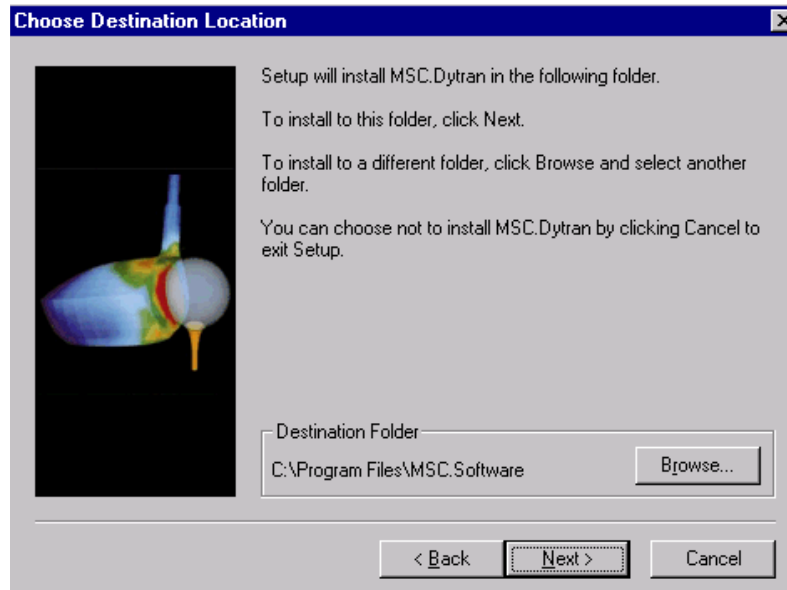 Choose Destination Location
Setup will install MSC.Dytran in the following folder.
To install to this folder, click Next.
To install to a different folder, click Browse and select another
folder.
You can choose not to install MSC.Dytran by clicking Cancel to
exit Setup.
Destination Folder
C:\Program Files\MSC.Software
Browse...
< Back
Next >
Cancel